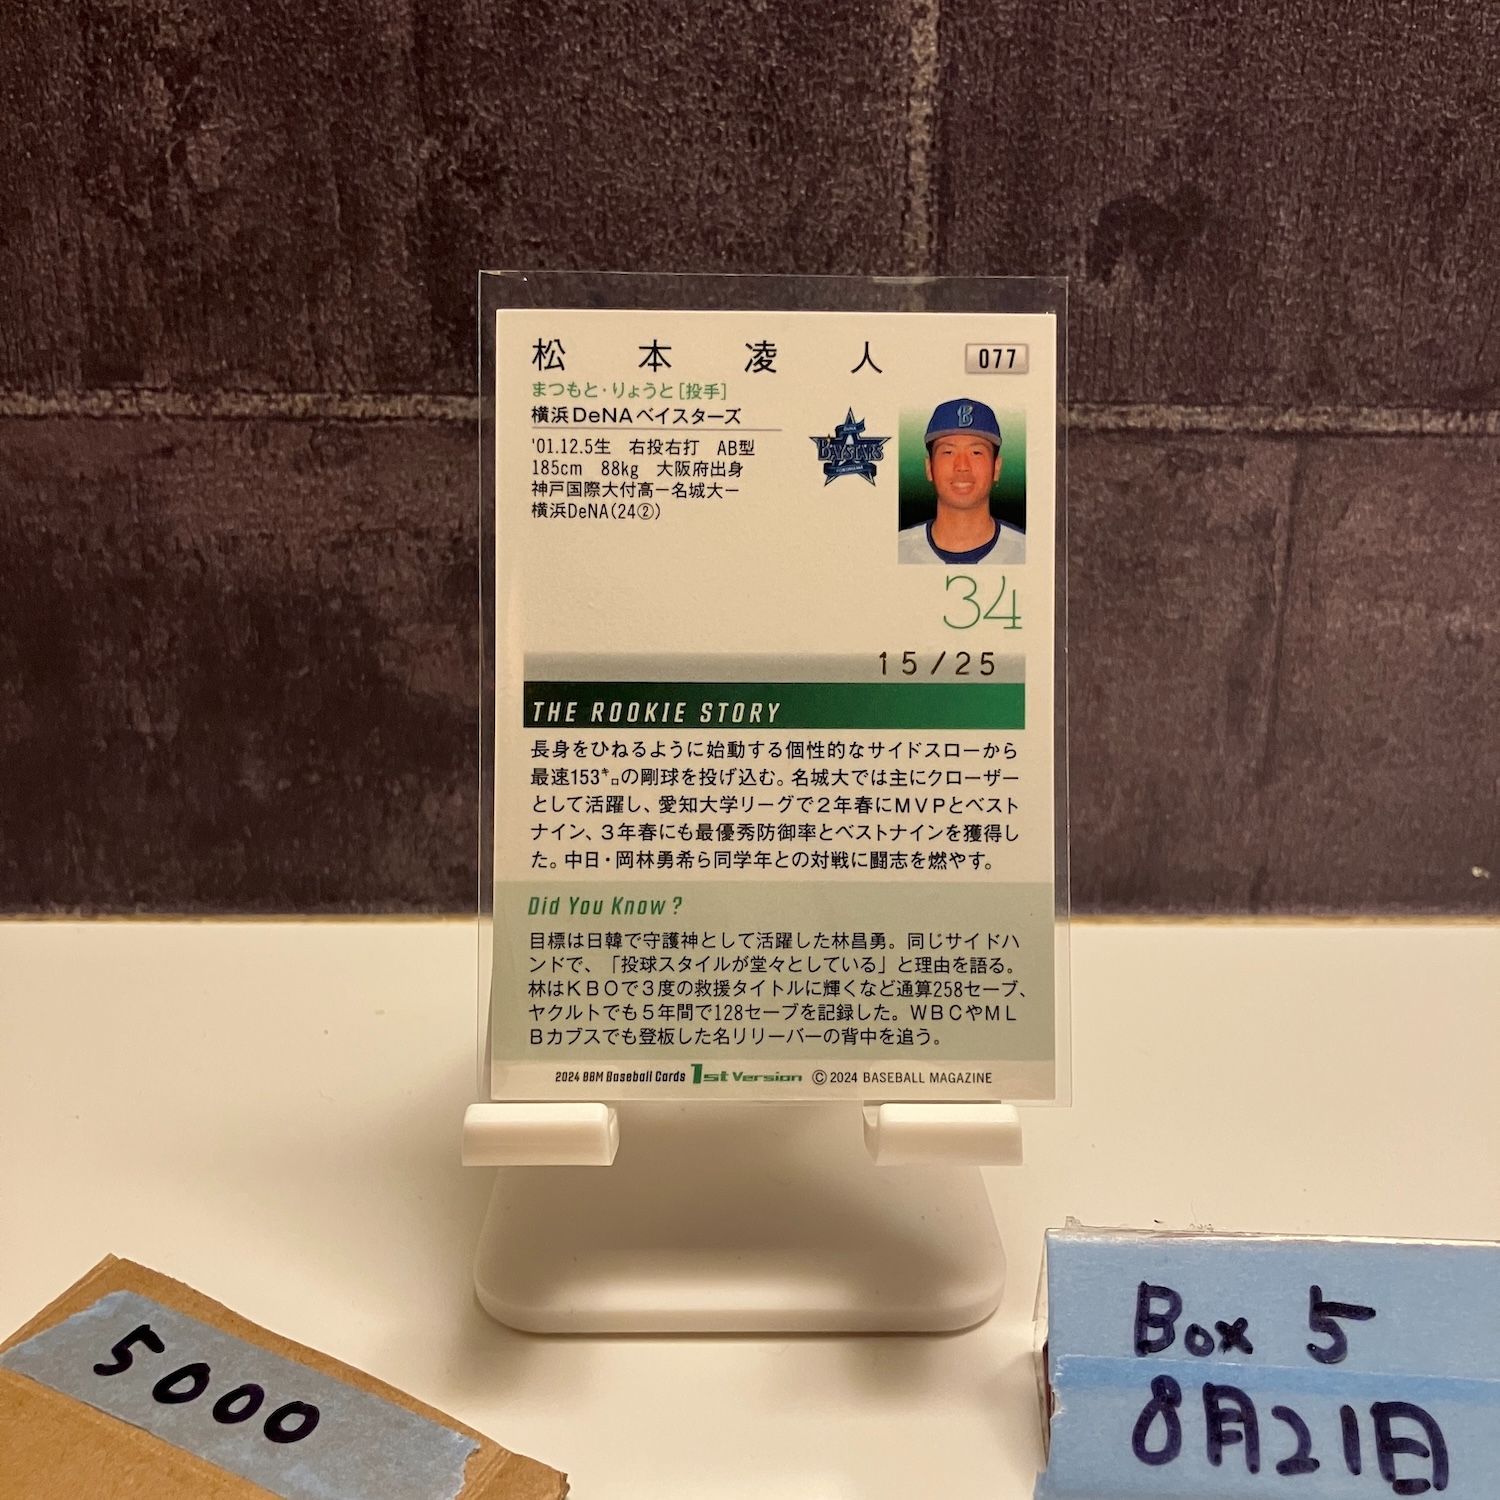 松本凌人
077
まつもと・りょうと[投手]
横浜DeNAベイスターズ
'01.12.5生 右投右打 AB型
185cm 88kg 大阪府出身
神戸国際大付高ー名城大ー
横浜DeNA(24②)
BAYSTARS
B
34
15/25
THE ROOKIE STORY
長身をひねるように始動する個性的なサイドスローから
最速153㌔の剛球を投げ込む。名城大では主にクローザー
として活躍し、愛知大学リーグで2年春にMVPとベスト
ナイン、3年春にも最優秀防御率とベストナインを獲得し
た。中日・岡林勇希ら同学年との対戦に闘志を燃やす。
Did You Know?
目標は日韓で守護神として活躍した林昌勇。同じサイドハ
ンドで、「投球スタイルが堂々としている」と理由を語る。
林はKBOで3度の救援タイトルに輝くなど通算258セーブ、
ヤクルトでも5年間で128セーブを記録した。WBCやML
Bカブスでも登板した名リリーバーの背中を追う。
2024 BBM Baseball Cards 1st Version ©2024 BASEBALL MAGAZINE
5000
Box 5
8月21日